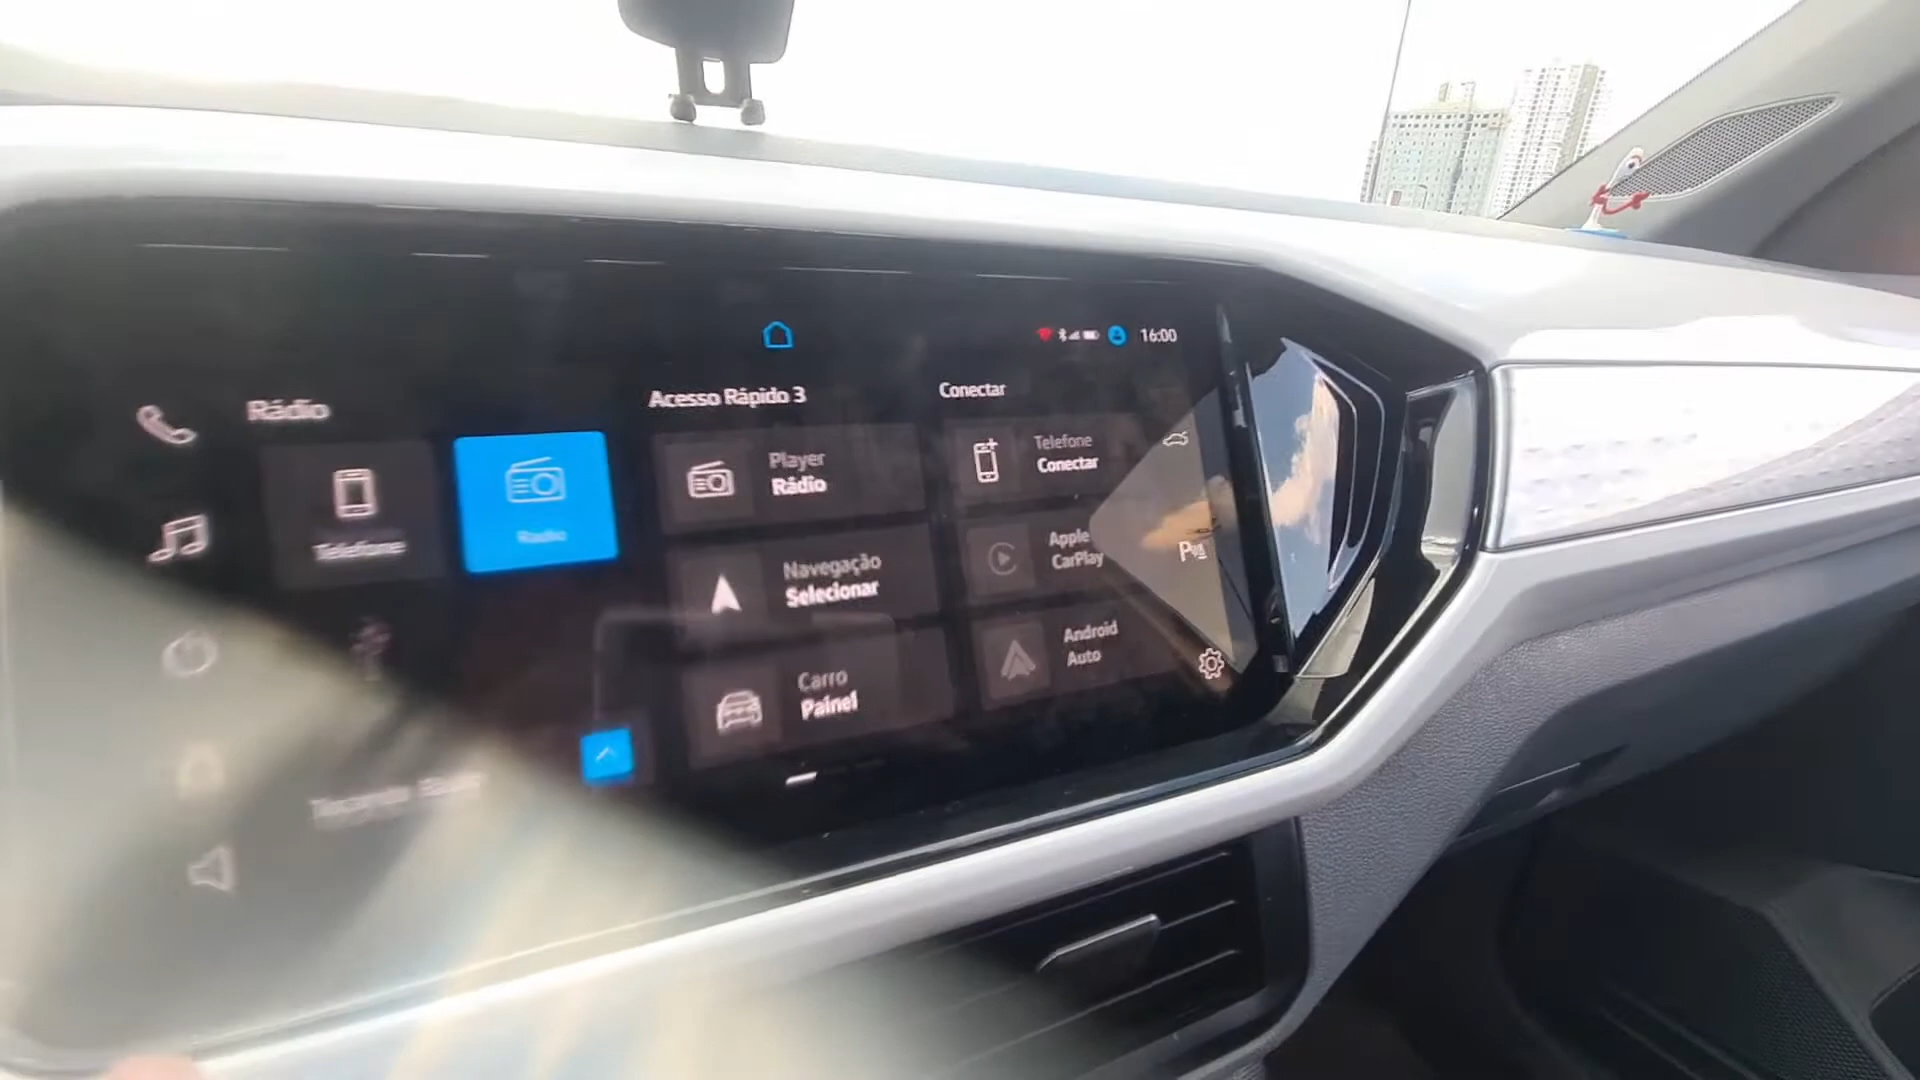 16:00
Rádio
Acesso Rápido 3
Conectar
Telefone
Radio
Player
Rádio
Telefone
Conectar
Navegação
Selecionar
Apple
CarPlay
P
Carro
Painel
Android
Auto